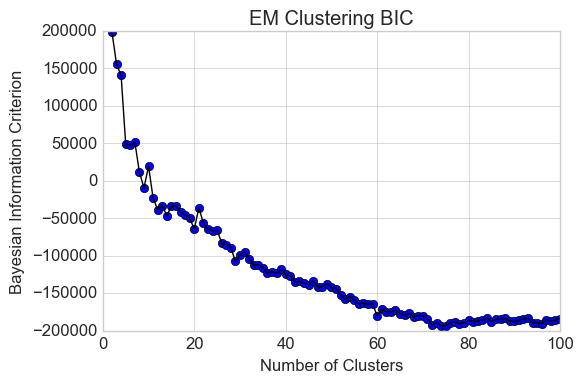 EM Clustering BIC
Bayesian Information Criterion
200000
150000
100000
50000
0
−50000
−100000
−150000
−200000
0 20 40 60 80 100
Number of Clusters